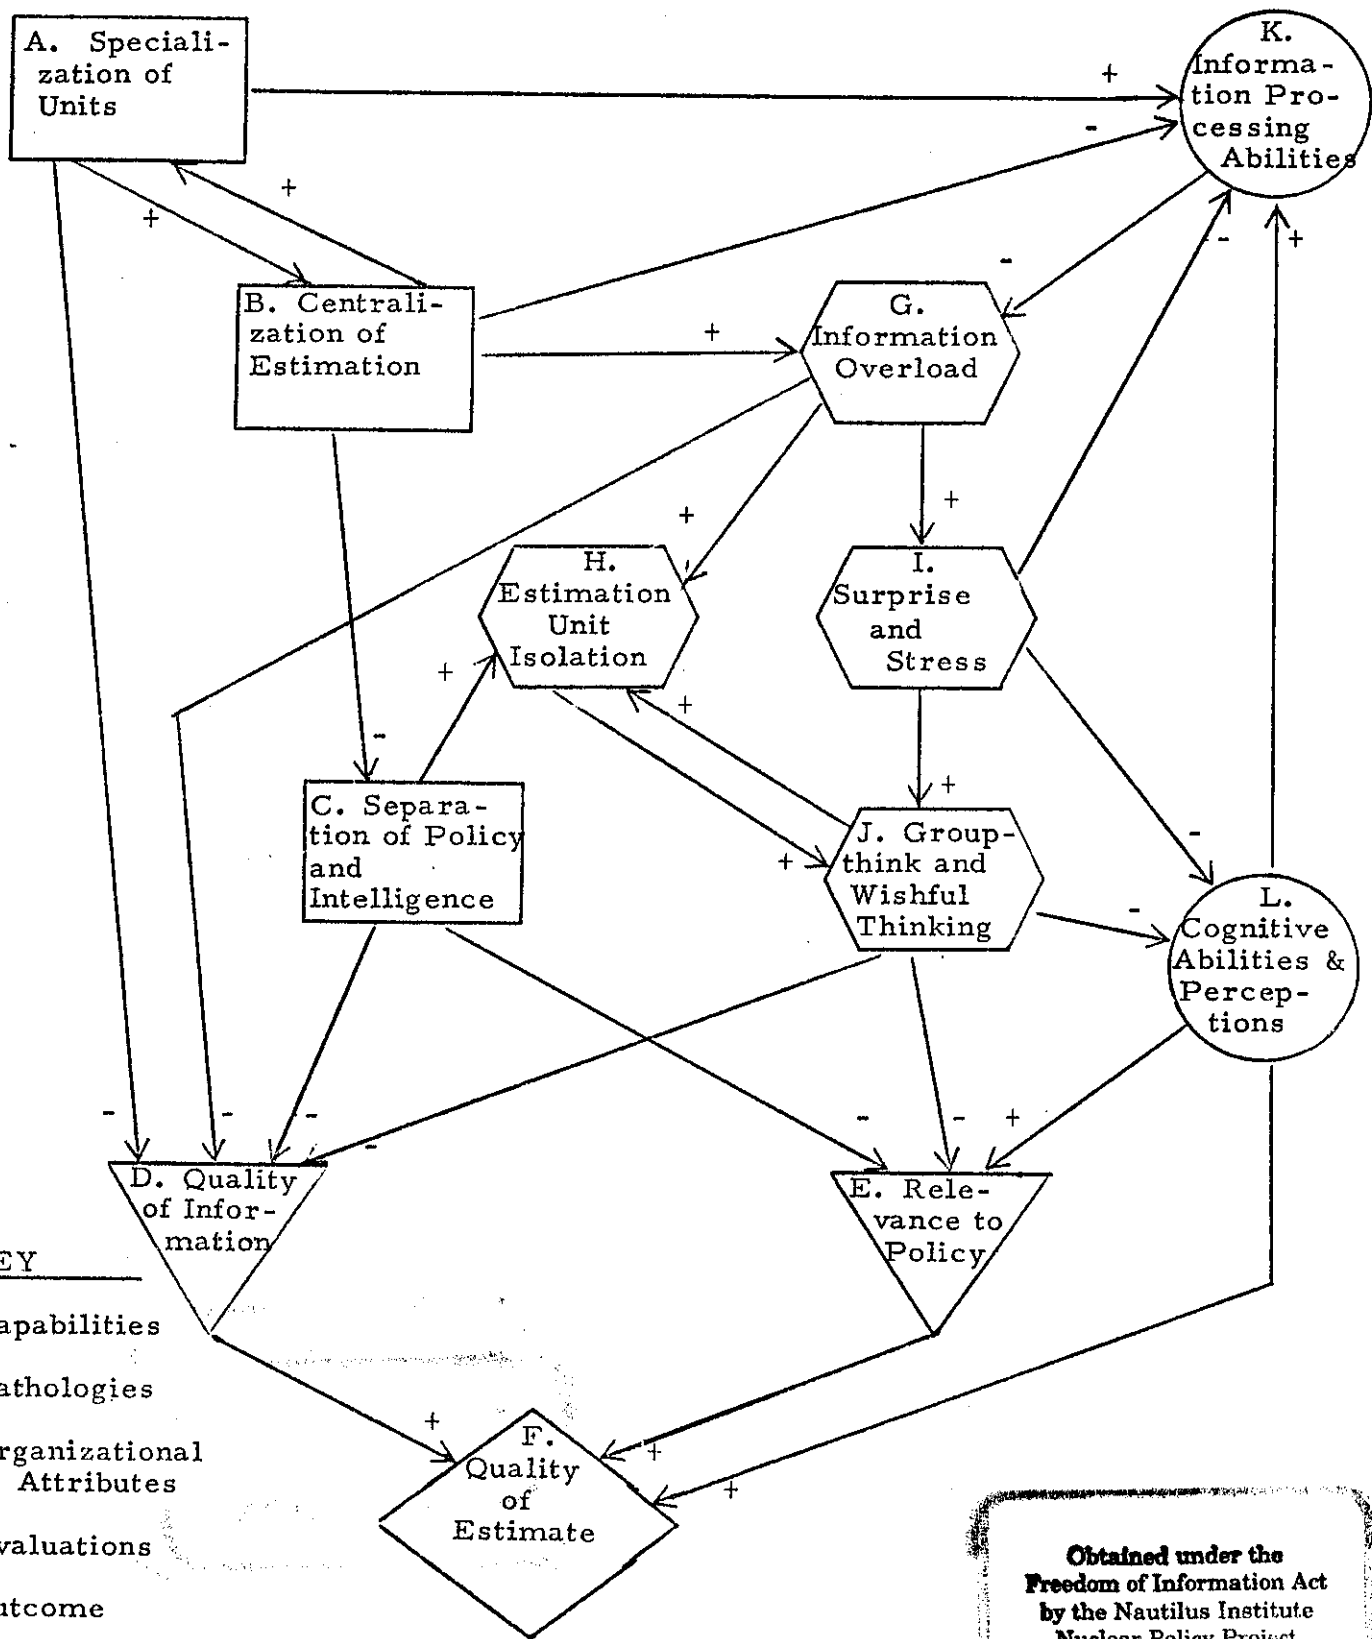 A. Speciali-
zation of
Units
K.
Informa-
tion Pro-
cessing
Abilities
+
-
+
+
-
-
+
B. Centrali-
zation of
Estimation
+
G.
Information
Overload
+
+
H.
Estimation
Unit
Isolation
I.
Surprise
and
Stress
+
+
-
+
C. Separa-
tion of Policy
and
Intelligence
+
J. Group-
think and
Wishful
Thinking
-
-
L.
Cognitive
Abilities &
Percep-
tions
-
-
-
-
-
-
+
D. Quality
of Infor-
mation
E. Rele-
vance to
Policy
EY
apabilities
athologies
rganizational
Attributes
valuations
utcome
+
+
+
F.
Quality
of
Estimate
Obtained under the
Freedom of Information Act
by the Nautilus Institute
Nuclear Policy Project